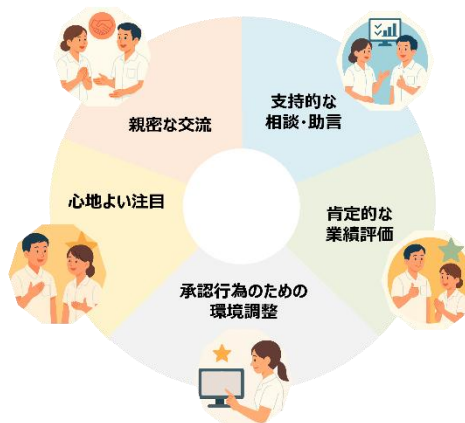 親密な交流
支持的な
相談・助言
心地よい注目
肯定的な
業績評価
承認行為のための
環境調整